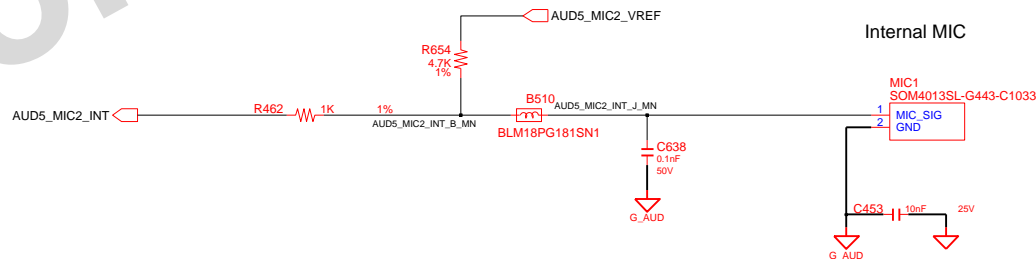 AUD5_MIC2_VREF
Internal MIC
R654
4.7K
1%
MIC1
SOM4013SL-G443-C1033
AUD5_MIC2_INT
R462
1K
1%
B510
AUD5_MIC2_INT_J_MN
1
MIC_SIG
2
GND
AUD5_MIC2_INT_B_MN
BLM18PG181SN1
C638
0.1nF
50V
G_AUD
C453
10nF
25V
G_AUD